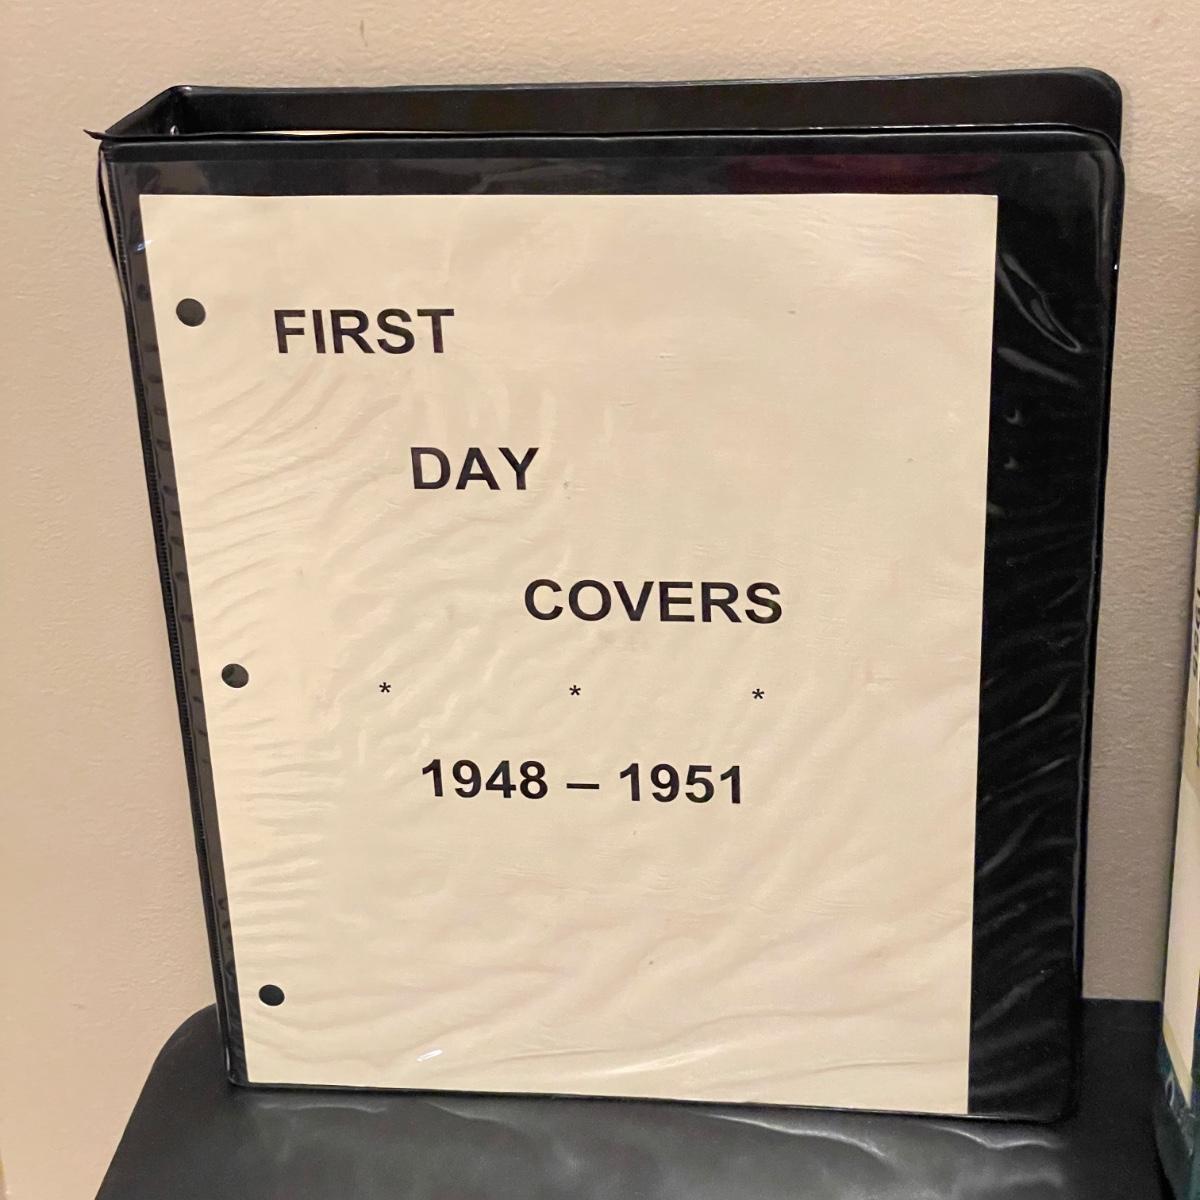 FIRST
DAY
COVERS
* * *
1948 – 1951